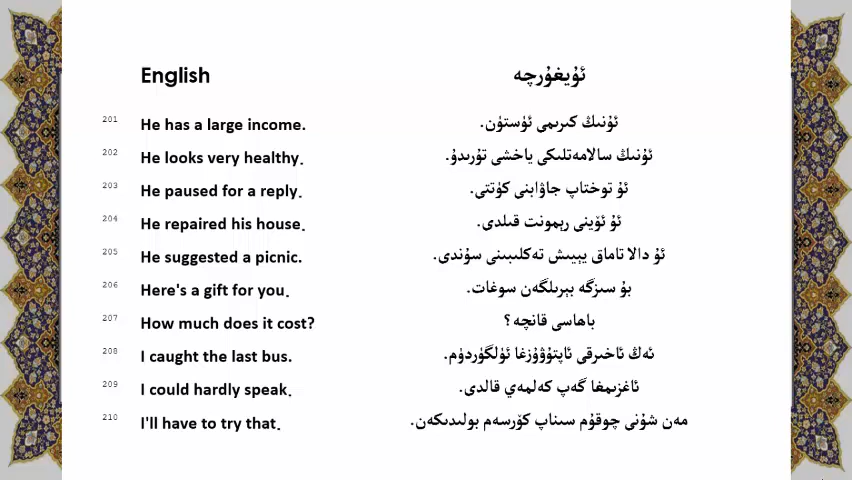 English ئۇيغۇرچە
201 He has a large income. ئۇنىڭ كىرىمى ئۈستۈن.
202 He looks very healthy. ئۇنىڭ سالامەتلىكى ياخشى تۇرىدۇ.
203 He paused for a reply. ئۇ توختاپ جاۋابنى كۈتتى.
204 He repaired his house. ئۇ ئۆينى رېمونت قىلدى.
205 He suggested a picnic. ئۇ دالا تاماق يېيىش تەكلىبىنى سۇندى.
206 Here's a gift for you. بۇ سىزگە بېرىلگەن سوغات.
207 How much does it cost? باھاسى قانچە؟
208 I caught the last bus. ئەڭ ئاخىرقى ئاپتۇۋۇزغا ئۈلگۈردۈم.
209 I could hardly speak. ئاغزىمغا گەپ كەلمەي قالدى.
210 I'll have to try that. مەن شۇنى چوقۇم سىناپ كۆرسەم بولىدىكەن.